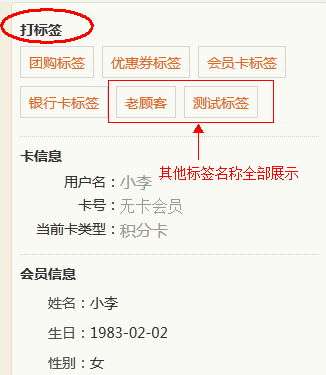 打标签
团购标签 优惠券标签 会员卡标签
银行卡标签 老顾客 测试标签
卡信息
其他标签名称全部展示
用户名：小李
卡号：无卡会员
当前卡类型：积分卡
会员信息
姓名：小李
生日：1983-02-02
性别：女